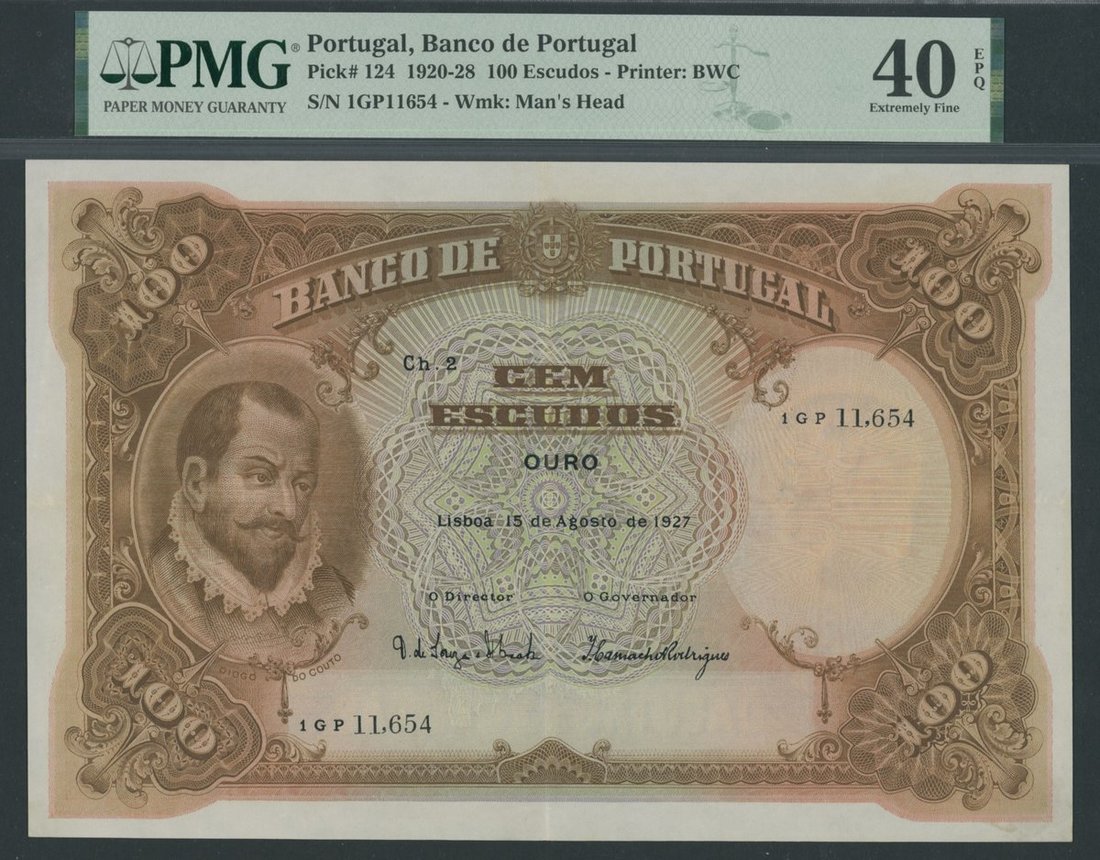 PMG®
PAPER MONEY GUARANTY
Portugal, Banco de Portugal
Pick# 124 1920-28 100 Escudos - Printer: BWC
S/N 1GP11654 - Wmk: Man's Head
40 EPQ
Extremely Fine
100
100
BANCO DE PORTUGAL
Ch. 2
CEM
ESCUDOS
1GP 11,654
OURO
Lisboa 15 de Agosto de 1927
O Director O Governador
DIOGO DO COUTO
1GP 11,654
100
100